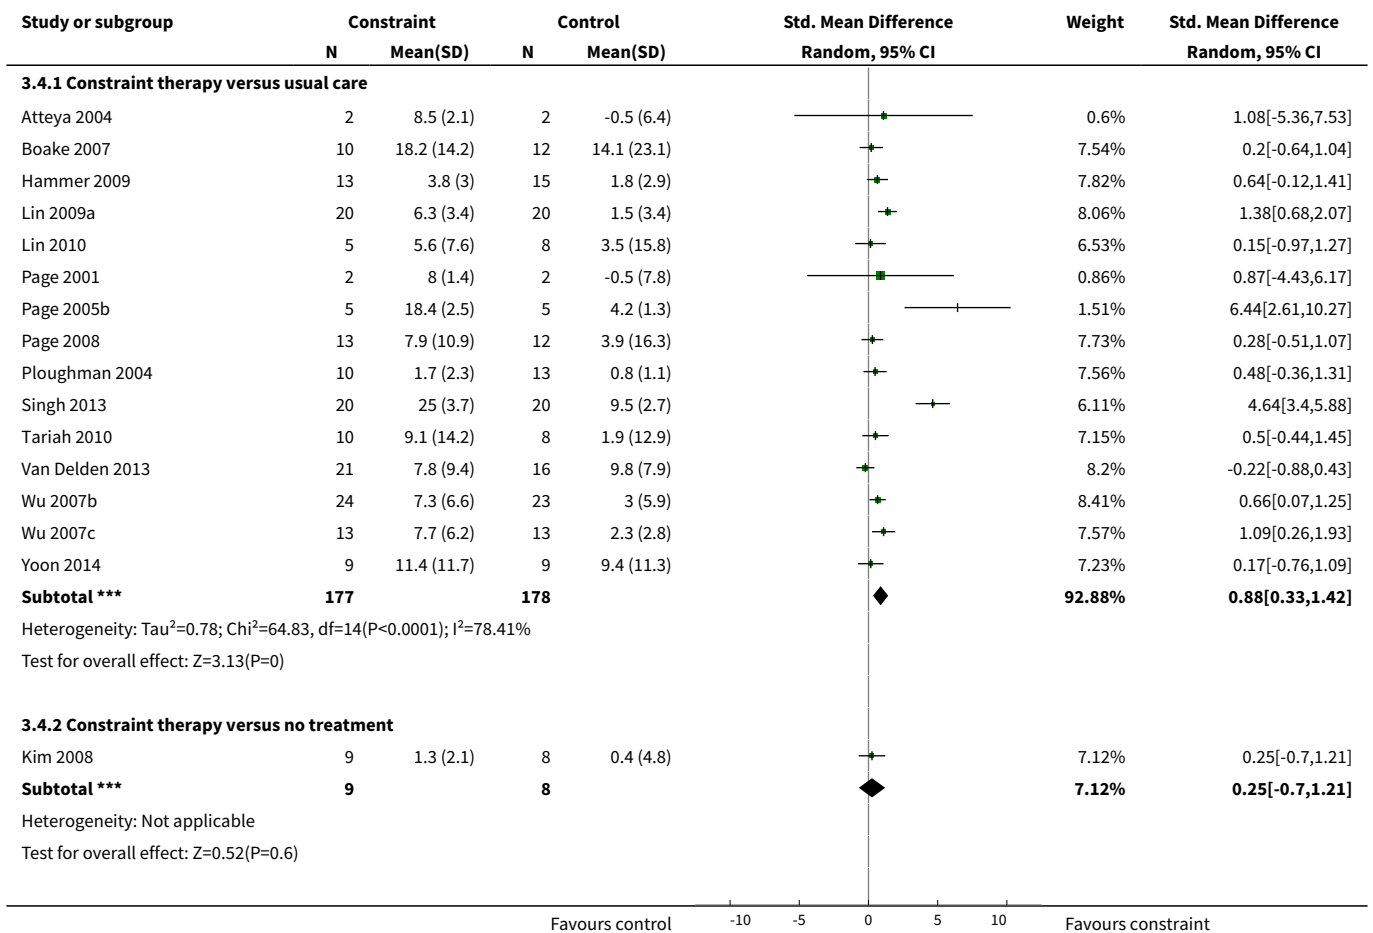 Study or subgroup Constraint Control Std. Mean Difference Weight Std. Mean Difference
N Mean(SD) N Mean(SD) Random, 95% CI Random, 95% CI
3.4.1 Constraint therapy versus usual care
Atteya 2004 2 8.5 (2.1) 2 -0.5 (6.4) 0.6% 1.08[-5.36,7.53]
Boake 2007 10 18.2 (14.2) 12 14.1 (23.1) 7.54% 0.2[-0.64,1.04]
Hammer 2009 13 3.8 (3) 15 1.8 (2.9) 7.82% 0.64[-0.12,1.41]
Lin 2009a 20 6.3 (3.4) 20 1.5 (3.4) 8.06% 1.38[0.68,2.07]
Lin 2010 5 5.6 (7.6) 8 3.5 (15.8) 6.53% 0.15[-0.97,1.27]
Page 2001 2 8 (1.4) 2 -0.5 (7.8) 0.86% 0.87[-4.43,6.17]
Page 2005b 5 18.4 (2.5) 5 4.2 (1.3) 1.51% 6.44[2.61,10.27]
Page 2008 13 7.9 (10.9) 12 3.9 (16.3) 7.73% 0.28[-0.51,1.07]
Ploughman 2004 10 1.7 (2.3) 13 0.8 (1.1) 7.56% 0.48[-0.36,1.31]
Singh 2013 20 25 (3.7) 20 9.5 (2.7) 6.11% 4.64[3.4,5.88]
Tariah 2010 10 9.1 (14.2) 8 1.9 (12.9) 7.15% 0.5[-0.44,1.45]
Van Delden 2013 21 7.8 (9.4) 16 9.8 (7.9) 8.2% -0.22[-0.88,0.43]
Wu 2007b 24 7.3 (6.6) 23 3 (5.9) 8.41% 0.66[0.07,1.25]
Wu 2007c 13 7.7 (6.2) 13 2.3 (2.8) 7.57% 1.09[0.26,1.93]
Yoon 2014 9 11.4 (11.7) 9 9.4 (11.3) 7.23% 0.17[-0.76,1.09]
Subtotal *** 177 178 92.88% 0.88[0.33,1.42]
Heterogeneity: Tau²=0.78; Chi²=64.83, df=14(P<0.0001); I²=78.41%
Test for overall effect: Z=3.13(P=0)
3.4.2 Constraint therapy versus no treatment
Kim 2008 9 1.3 (2.1) 8 0.4 (4.8) 7.12% 0.25[-0.7,1.21]
Subtotal *** 9 8 7.12% 0.25[-0.7,1.21]
Heterogeneity: Not applicable
Test for overall effect: Z=0.52(P=0.6)
Favours control -10 -5 0 5 10 Favours constraint